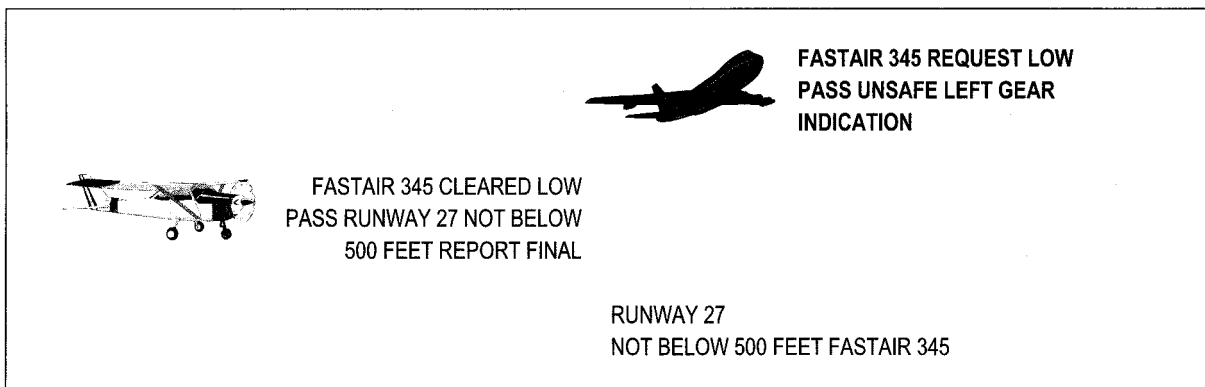 FASTAIR 345 REQUEST LOW
PASS UNSAFE LEFT GEAR
INDICATION
FASTAIR 345 CLEARED LOW
PASS RUNWAY 27 NOT BELOW
500 FEET REPORT FINAL
RUNWAY 27
NOT BELOW 500 FEET FASTAIR 345